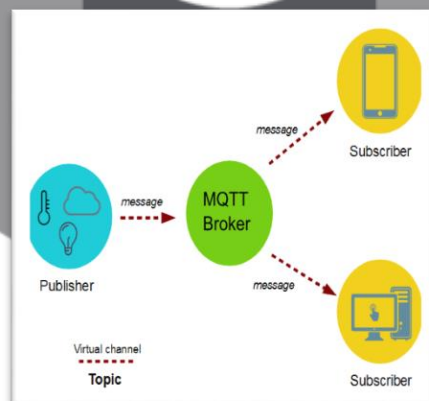 message
Subscriber
message
MQTT
Broker
Publisher
message
Virtual channel
Topic
Subscriber